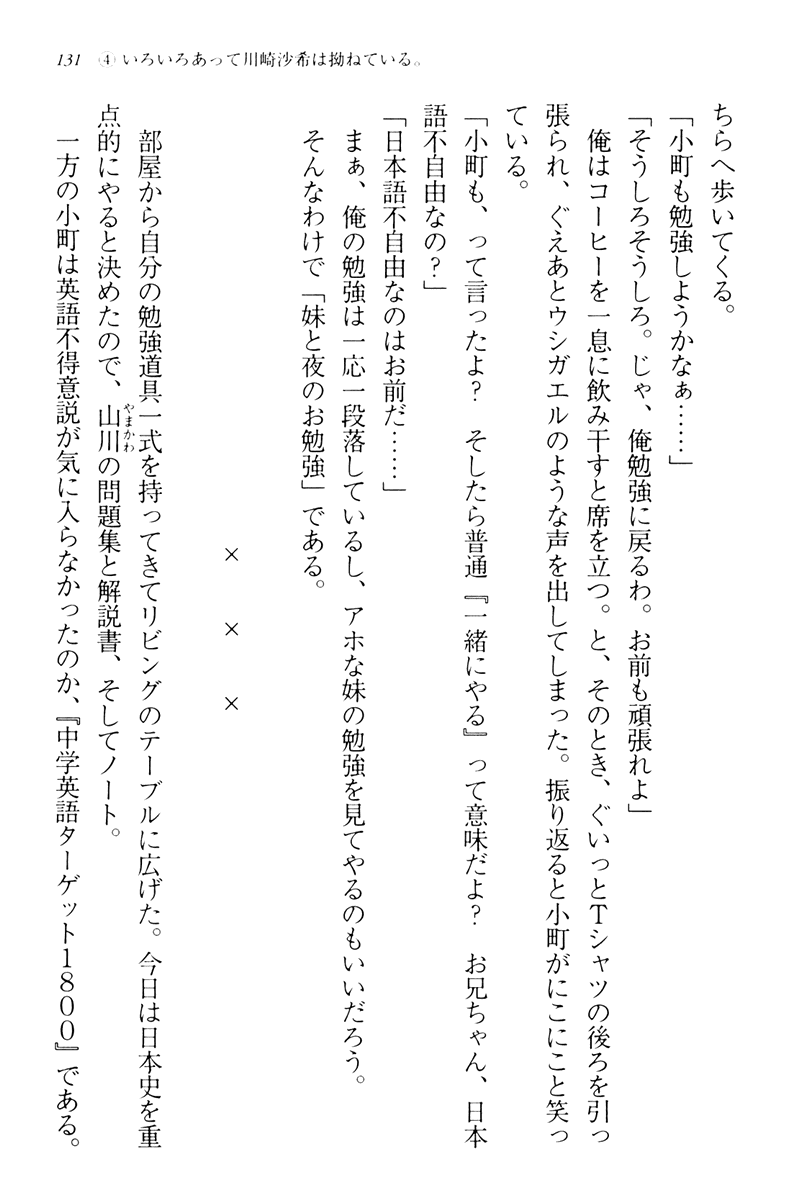 131 ④ いろいろあって川崎沙希は拗ねている。
ちらへ歩いてくる。
「小町も勉強しようかなぁ……」
「そうしろそうしろ。じゃ、俺勉強に戻るわ。お前も頑張れよ」
俺はコーヒーを一息に飲み干すと席を立つ。と、そのとき、ぐいっとTシャツの後ろを引っ
張られ、ぐえあとウシガエルのような声を出してしまった。振り返ると小町がにこにこと笑っ
ている。
「小町も、って言ったよ？　そしたら普通『一緒にやる』って意味だよ？　お兄ちゃん、日本
語不自由なの？」
「日本語不自由なのはお前だ……」
まぁ、俺の勉強は一応一段落しているし、アホな妹の勉強を見てやるのもいいだろう。
そんなわけで「妹と夜のお勉強」である。
×　×　×
部屋から自分の勉強道具一式を持ってきてリビングのテーブルに広げた。今日は日本史を重
点的にやると決めたので、山川の問題集と解説書、そしてノート。
やまかわ
一方の小町は英語不得意説が気に入らなかったのか、『中学英語ターゲット1800』である。